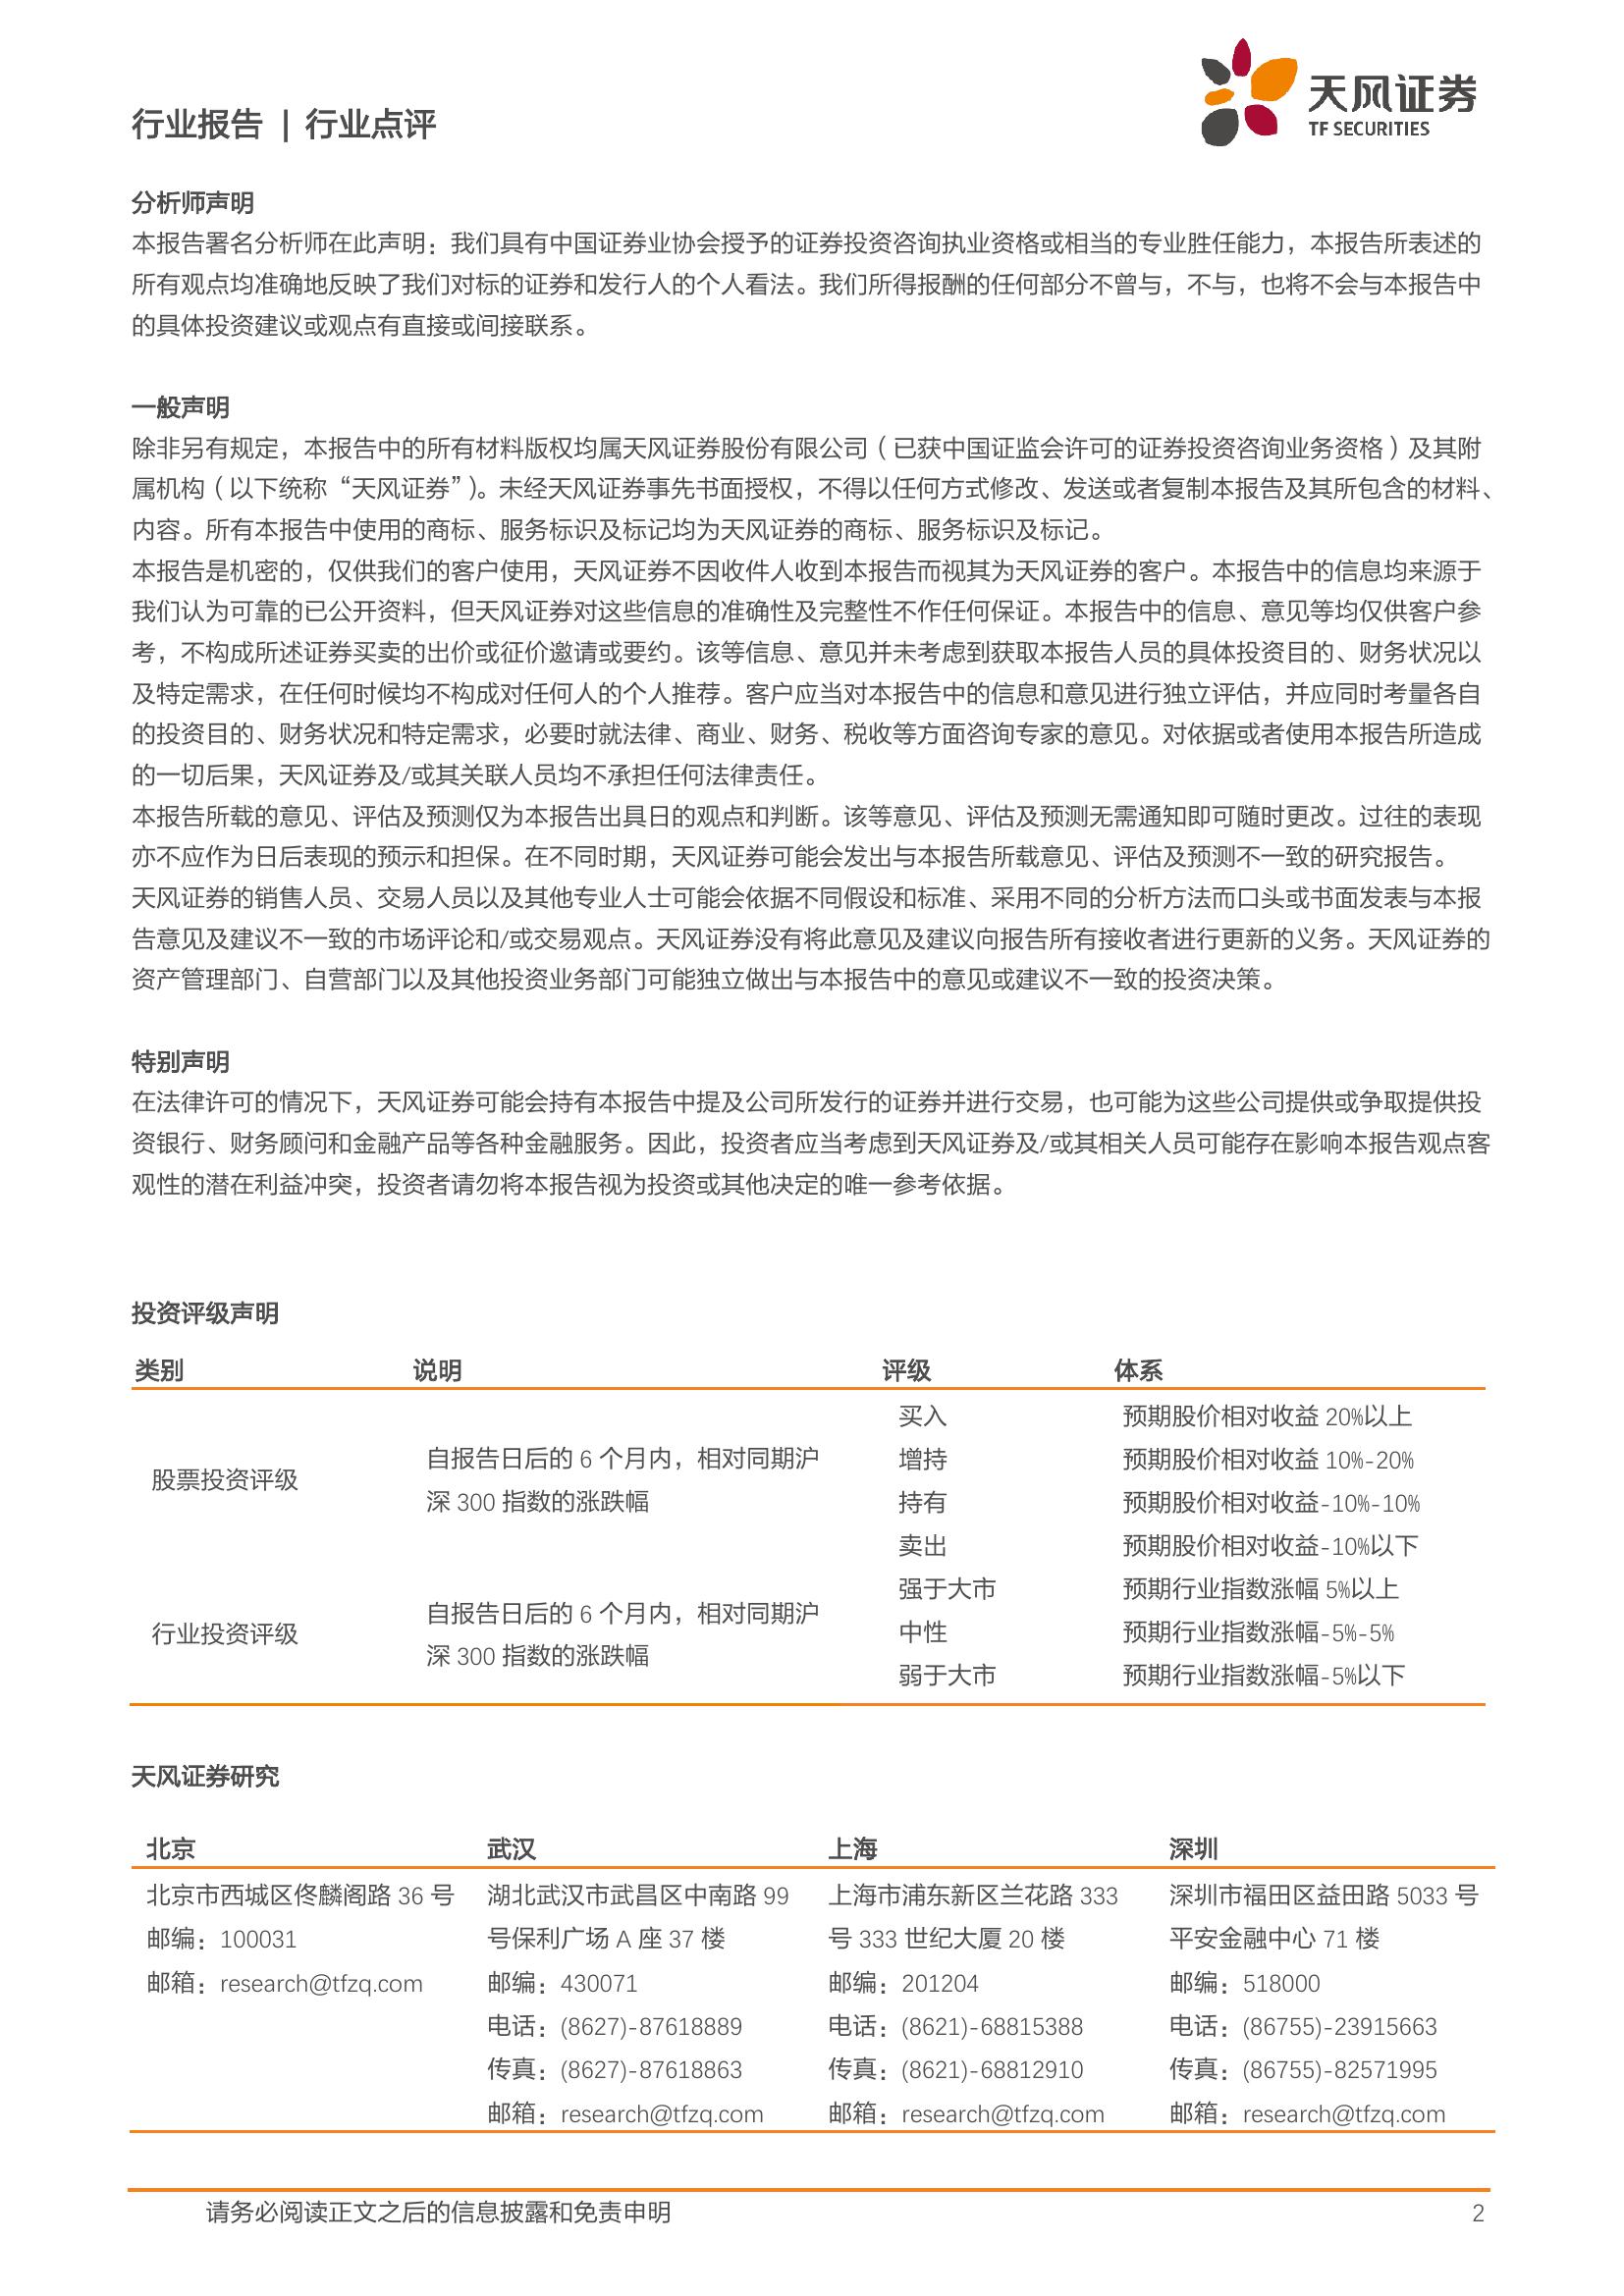 行业报告 | 行业点评
天风证券
TF SECURITIES
分析师声明
本报告署名分析师在此声明：我们具有中国证券业协会授予的证券投资咨询执业资格或相当的专业胜任能力，本报告所表述的
所有观点均准确地反映了我们对标的证券和发行人的个人看法。我们所得报酬的任何部分不曾与，不与，也将不会与本报告中
的具体投资建议或观点有直接或间接联系。
一般声明
除非另有规定，本报告中的所有材料版权均属天风证券股份有限公司（已获中国证监会许可的证券投资咨询业务资格）及其附
属机构（以下统称“天风证券”）。未经天风证券事先书面授权，不得以任何方式修改、发送或者复制本报告及其所包含的材料、
内容。所有本报告中使用的商标、服务标识及标记均为天风证券的商标、服务标识及标记。
本报告是机密的，仅供我们的客户使用，天风证券不因收件人收到本报告而视其为天风证券的客户。本报告中的信息均来源于
我们认为可靠的已公开资料，但天风证券对这些信息的准确性及完整性不作任何保证。本报告中的信息、意见等均仅供客户参
考，不构成所述证券买卖的出价或征价邀请或要约。该等信息、意见并未考虑到获取本报告人员的具体投资目的、财务状况以
及特定需求，在任何时候均不构成对任何人的个人推荐。客户应当对本报告中的信息和意见进行独立评估，并应同时考量各自
的投资目的、财务状况和特定需求，必要时就法律、商业、财务、税收等方面咨询专家的意见。对依据或者使用本报告所造成
的一切后果，天风证券及/或其关联人员均不承担任何法律责任。
本报告所载的意见、评估及预测仅为本报告出具日的观点和判断。该等意见、评估及预测无需通知即可随时更改。过往的表现
亦不应作为日后表现的预示和担保。在不同时期，天风证券可能会发出与本报告所载意见、评估及预测不一致的研究报告。
天风证券的销售人员、交易人员以及其他专业人士可能会依据不同假设和标准、采用不同的分析方法而口头或书面发表与本报
告意见及建议不一致的市场评论和/或交易观点。天风证券没有将此意见及建议向报告所有接收者进行更新的义务。天风证券的
资产管理部门、自营部门以及其他投资业务部门可能独立做出与本报告中的意见或建议不一致的投资决策。
特别声明
在法律许可的情况下，天风证券可能会持有本报告中提及公司所发行的证券并进行交易，也可能为这些公司提供或争取提供投
资银行、财务顾问和金融产品等各种金融服务。因此，投资者应当考虑到天风证券及/或其相关人员可能存在影响本报告观点客
观性的潜在利益冲突，投资者请勿将本报告视为投资或其他决定的唯一参考依据。
投资评级声明
类别 说明 评级 体系
股票投资评级
自报告日后的 6 个月内，相对同期沪
深 300 指数的涨跌幅
买入 预期股价相对收益 20%以上
增持 预期股价相对收益 10%-20%
持有 预期股价相对收益-10%-10%
卖出 预期股价相对收益-10%以下
行业投资评级
自报告日后的 6 个月内，相对同期沪
深 300 指数的涨跌幅
强于大市 预期行业指数涨幅 5%以上
中性 预期行业指数涨幅-5%-5%
弱于大市 预期行业指数涨幅-5%以下
天风证券研究
北京 武汉 上海 深圳
北京市西城区佟麟阁路 36 号 湖北武汉市武昌区中南路 99 上海市浦东新区兰花路 333 深圳市福田区益田路 5033 号
邮编：100031 号保利广场 A 座 37 楼 号 333 世纪大厦 20 楼 平安金融中心 71 楼
邮箱：research@tfzq.com 邮编：430071 邮编：201204 邮编：518000
电话：(8627)-87618889 电话：(8621)-68815388 电话：(86755)-23915663
传真：(8627)-87618863 传真：(8621)-68812910 传真：(86755)-82571995
邮箱：research@tfzq.com 邮箱：research@tfzq.com 邮箱：research@tfzq.com
请务必阅读正文之后的信息披露和免责申明 2